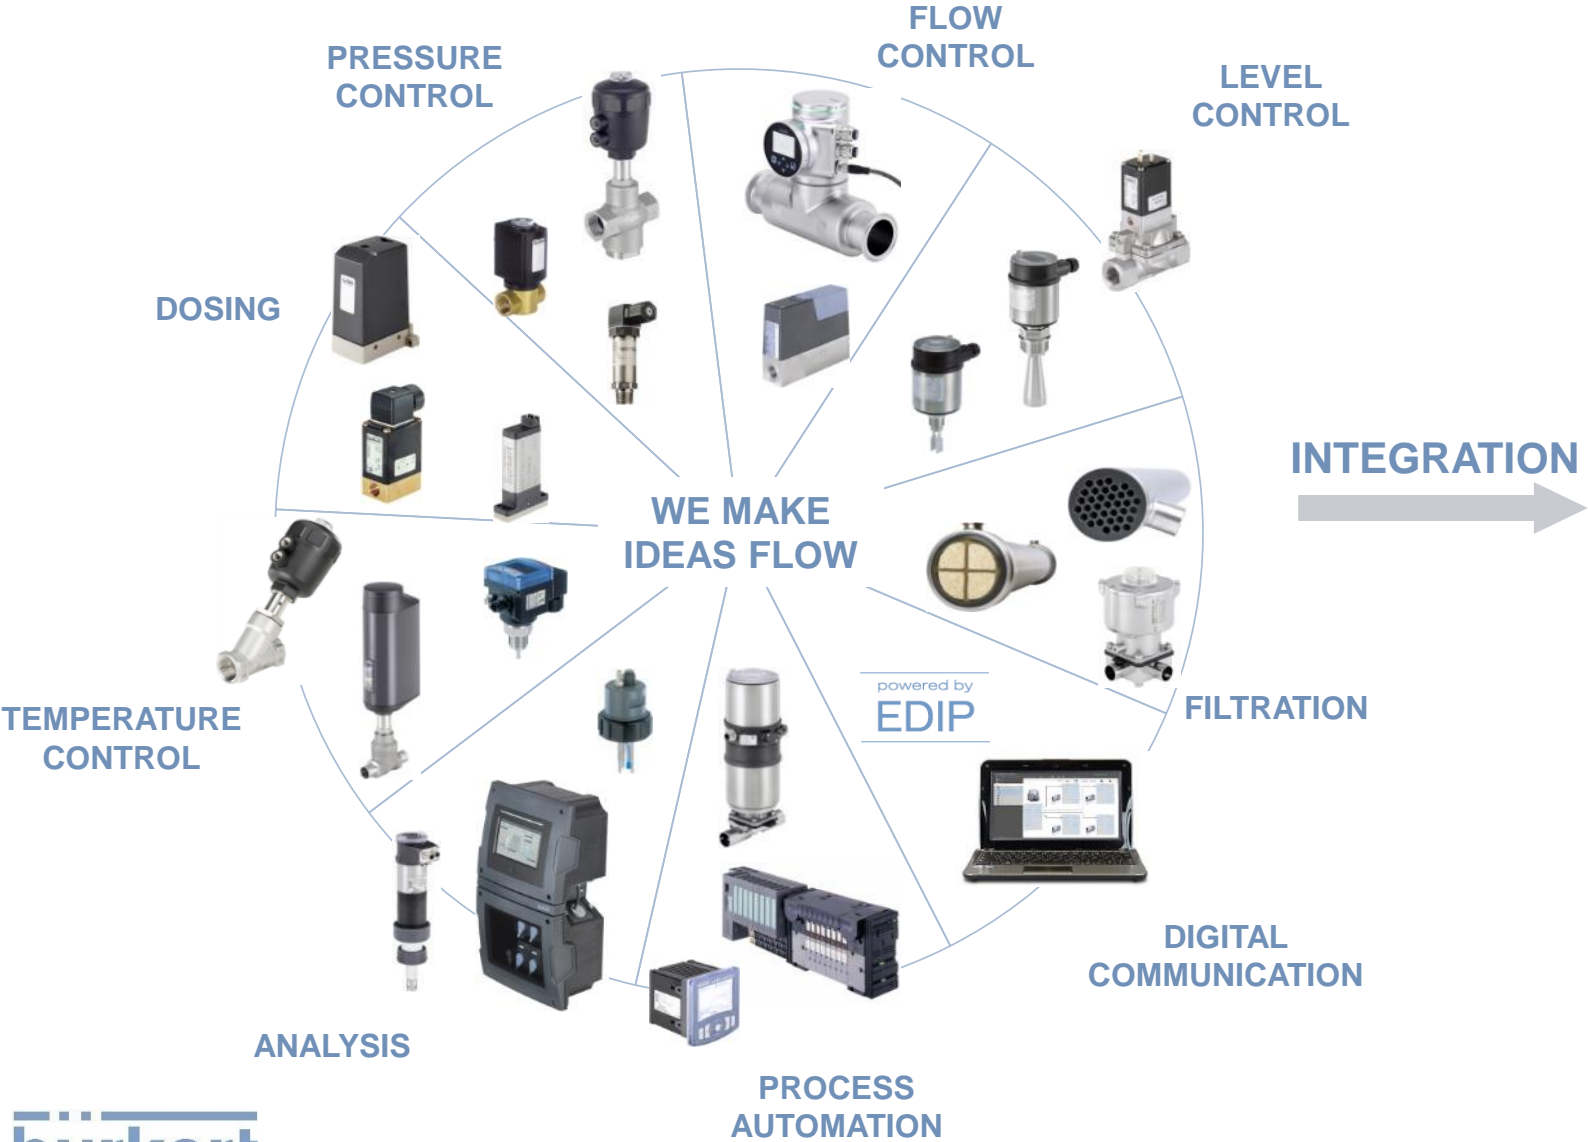 FLOW
CONTROL
PRESSURE
CONTROL
LEVEL
CONTROL
DOSING
INTEGRATION
WE MAKE
IDEAS FLOW
powered by
EDIP
FILTRATION
TEMPERATURE
CONTROL
DIGITAL
COMMUNICATION
ANALYSIS
PROCESS
AUTOMATION
bürkert